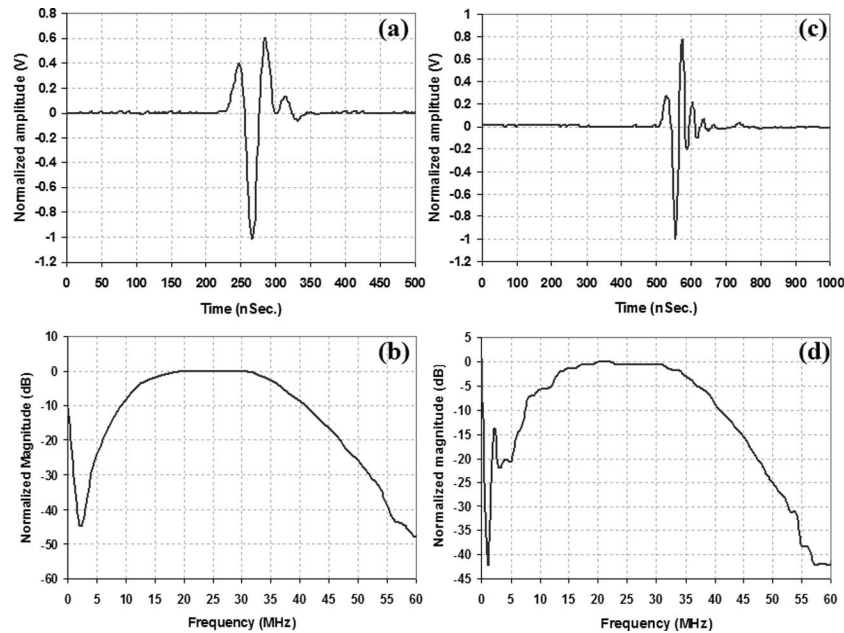 (a)
Normalized amplitude (V)
0.8
0.6
0.4
0.2
0
-0.2
-0.4
-0.6
-0.8
-1
-1.2
0 50 100 150 200 250 300 350 400 450 500
Time (nSec.)
(c)
Normalized amplitude (V)
1
0.8
0.6
0.4
0.2
0
-0.2
-0.4
-0.6
-0.8
-1
-1.2
0 100 200 300 400 500 600 700 800 900 1000
Time (nSec.)
(b)
Normalized Magnitude (dB)
10
0
-10
-20
-30
-40
-50
-60
0 5 10 15 20 25 30 35 40 45 50 55 60
Frequency (MHz)
(d)
Normalized magnitude (dB)
5
0
-5
-10
-15
-20
-25
-30
-35
-40
-45
0 5 10 15 20 25 30 35 40 45 50 55 60
Frequency (MHz)